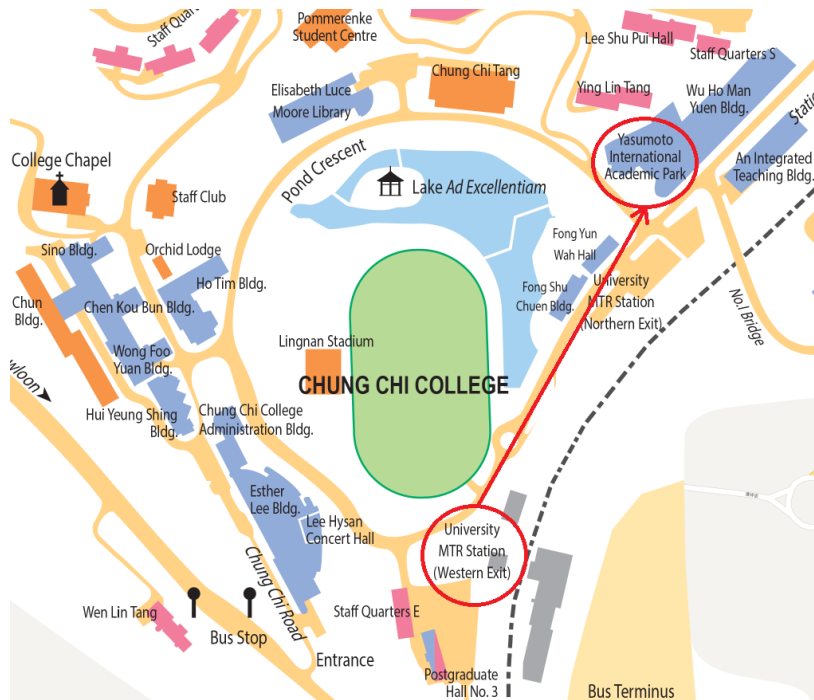 Staff Quar
Pommerenke
Student Centre
Lee Shu Pui Hall
Staff Quarters S
Elisabeth Luce
Moore Library
Chung Chi Tang
Ying Lin Tang
Wu Ho Man
Yuen Bldg.
Static
Pond Crescent
Yasumoto
International
Academic Park
An Integrated
Teaching Bldg.
College Chapel
Staff Club
Lake Ad Excellentiam
Sino Bldg.
Orchid Lodge
Ho Tim Bldg.
Fong Yun
Wah Hall
Chun
Bldg.
Chen Kou Bun Bldg.
Fong Shu
Chuen Bldg.
University
MTR Station
(Northern Exit)
No.1 Bridge
Wong Foo
Yuan Bldg.
Lingnan Stadium
CHUNG CHI COLLEGE
owloon
Hui Yeung Shing
Bldg.
Chung Chi College
Administration Bldg.
Esther
Lee Bldg.
Lee Hysan
Concert Hall
University
MTR Station
(Western Exit)
Chung Chi Road
Wen Lin Tang
Bus Stop
Staff Quarters E
Entrance
Postgraduate
Hall No. 3
Bus Terminus